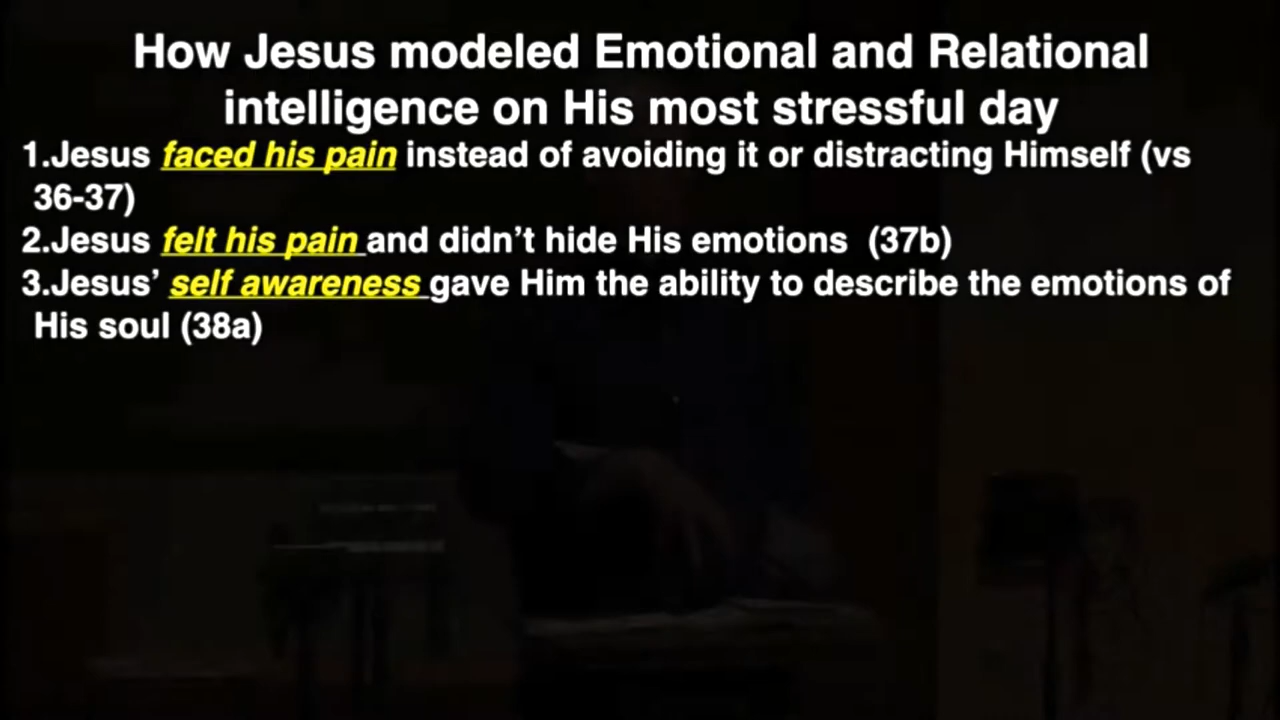 How Jesus modeled Emotional and Relational
intelligence on His most stressful day
1.Jesus faced his pain instead of avoiding it or distracting Himself (vs
36-37)
2.Jesus felt his pain and didn’t hide His emotions (37b)
3.Jesus’ self awareness gave Him the ability to describe the emotions of
His soul (38a)